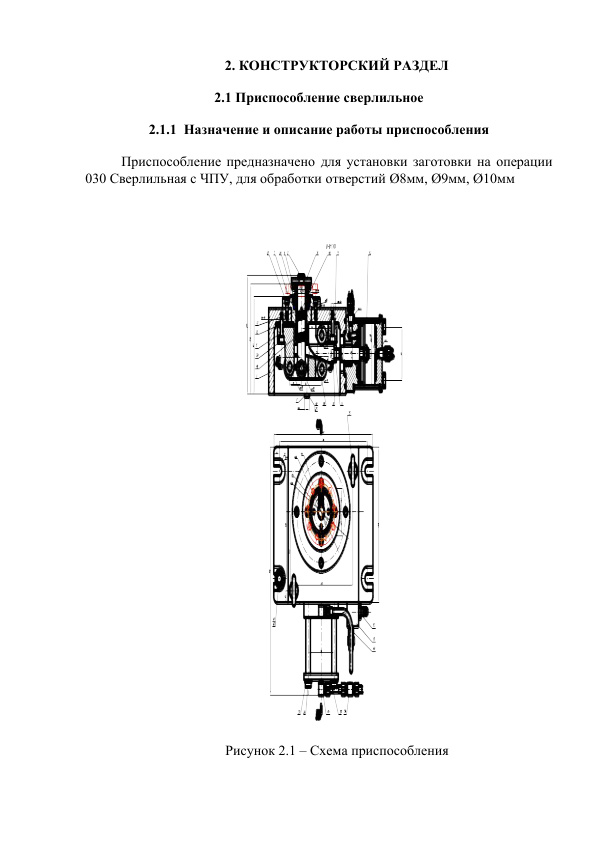 2. КОНСТРУКТОРСКИЙ РАЗДЕЛ
2.1 Приспособление сверлильное
2.1.1 Назначение и описание работы приспособления
Приспособление предназначено для установки заготовки на операции
030 Сверлильная с ЧПУ, для обработки отверстий Ø8мм, Ø9мм, Ø10мм
Рисунок 2.1 – Схема приспособления